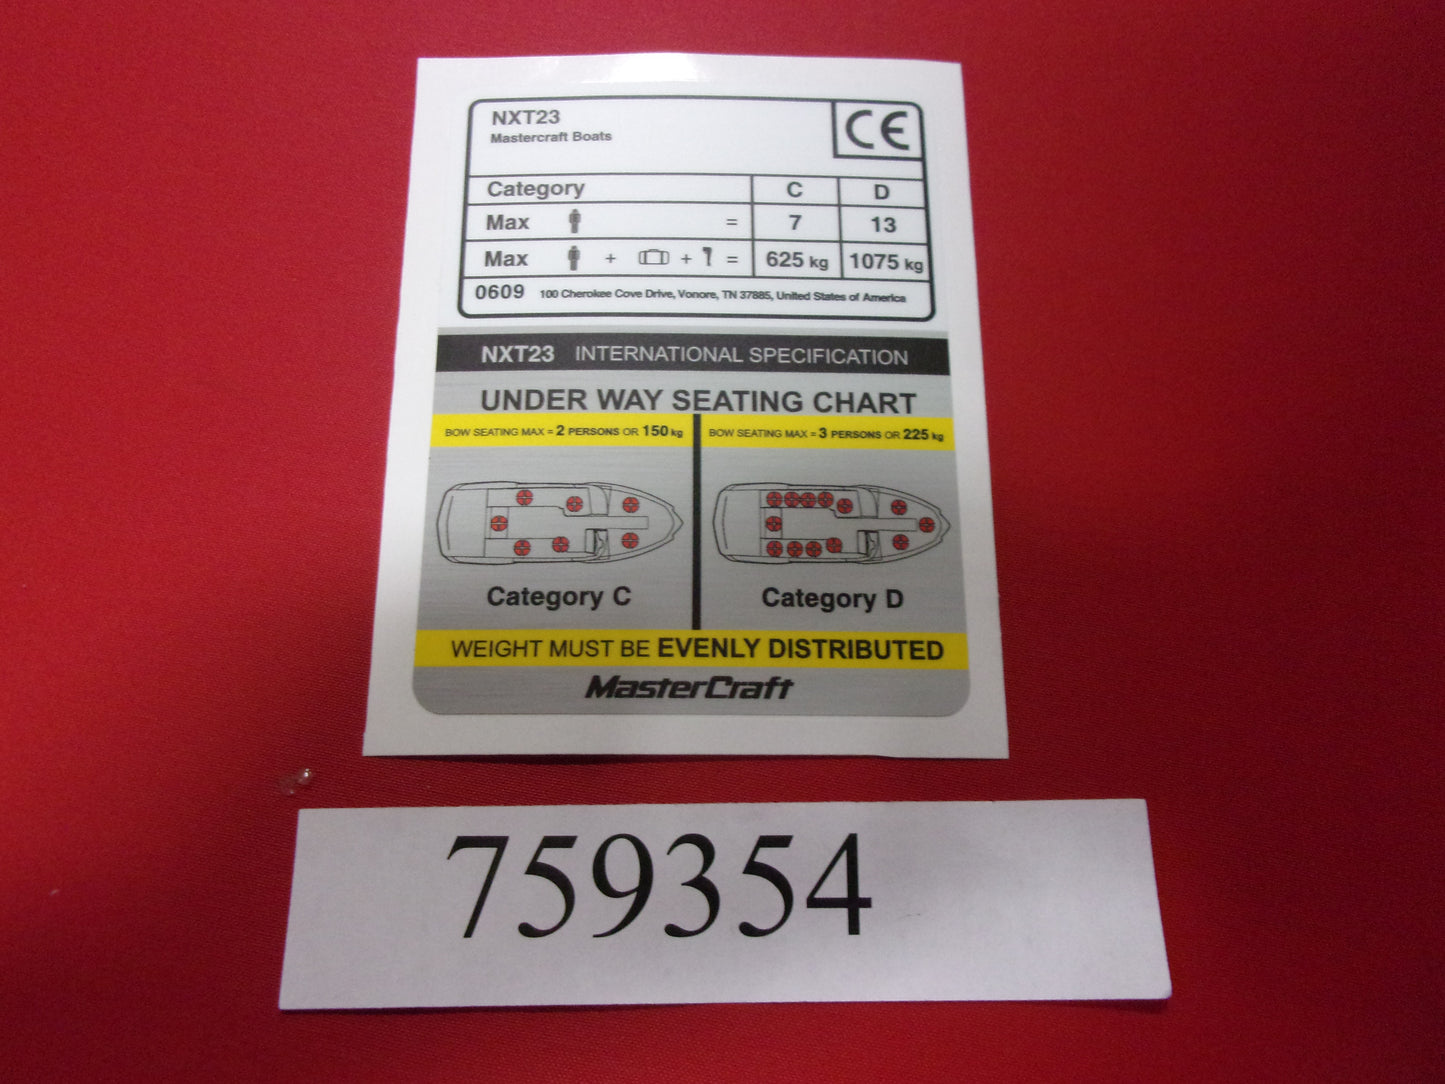 NXT23
Mastercraft Boats
CE
Category C D
Max = 7 13
Max + + = 625 kg 1075 kg
0609 100 Cherokee Cove Drive, Vonore, TN 37885, United States of America
NXT23 INTERNATIONAL SPECIFICATION
UNDER WAY SEATING CHART
BOW SEATING MAX = 2 PERSONS OR 150 kg
BOW SEATING MAX = 3 PERSONS OR 225 kg
Category C
Category D
WEIGHT MUST BE EVENLY DISTRIBUTED
MasterCraft
759354